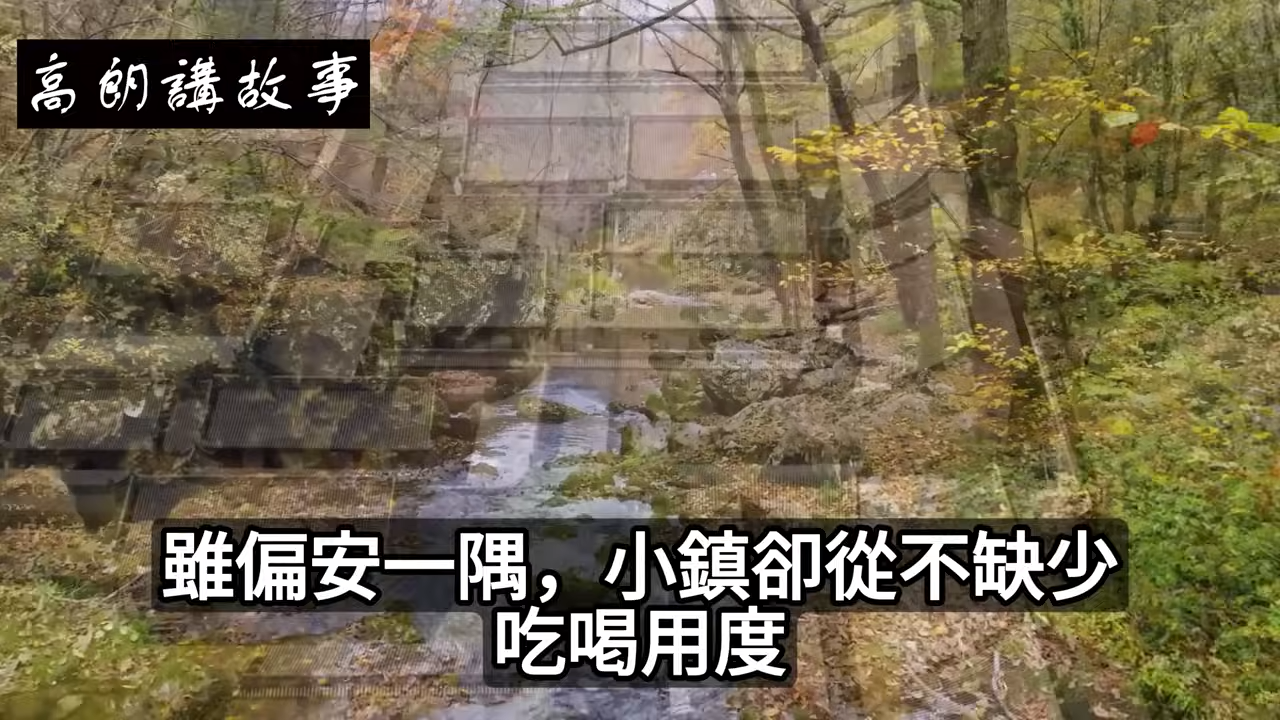 高朗講故事
雖偏安一隅，小鎮卻從不缺少
吃喝用度